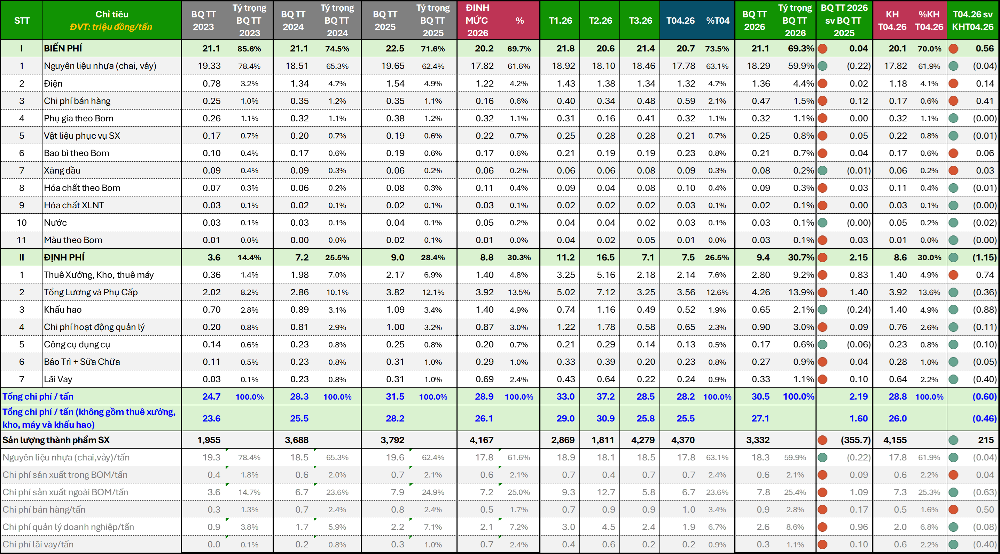 STT Chỉ tiêu ĐVT: triệu đồng/tấn BQ TT 2023 Tỷ trọng BQ TT 2023 BQ TT 2024 Tỷ trọng BQ TT 2024 BQ TT 2025 Tỷ trọng BQ TT 2025 ĐINH MỨC 2026 % T1.26 T2.26 T3.26 T04.26 %T04 BQ TT 2026 Tỷ trọng BQ TT 2026 BQ TT 2026 sv BQ TT 2025 KH T04.26 %KH T04.26 T04.26 sv KHT04.26
I BIẾN PHÍ 21.1 85.6% 21.1 74.5% 22.5 71.6% 20.2 69.7% 21.8 20.6 21.4 20.7 73.5% 21.1 69.3% 0.04 20.1 70.0% 0.56
1 Nguyên liệu nhựa (chai, vảy) 19.33 78.4% 18.51 65.3% 19.65 62.4% 17.82 61.6% 18.92 18.10 18.46 17.78 63.1% 18.29 59.9% (0.22) 17.82 61.9% (0.04)
2 Điện 0.78 3.2% 1.34 4.7% 1.54 4.9% 1.22 4.2% 1.43 1.38 1.34 1.32 4.7% 1.36 4.4% 0.02 1.18 4.1% 0.14
3 Chi phí bán hàng 0.25 1.0% 0.35 1.2% 0.35 1.1% 0.16 0.6% 0.40 0.34 0.48 0.59 2.1% 0.47 1.5% 0.12 0.17 0.6% 0.41
4 Phụ gia theo Bom 0.26 1.1% 0.32 1.1% 0.38 1.2% 0.32 1.1% 0.31 0.16 0.41 0.32 1.1% 0.32 1.1% 0.00 0.32 1.1% (0.00)
5 Vật liệu phục vụ SX 0.17 0.7% 0.20 0.7% 0.19 0.6% 0.22 0.7% 0.25 0.28 0.28 0.21 0.7% 0.25 0.8% 0.05 0.22 0.8% (0.01)
6 Bao bì theo Bom 0.10 0.4% 0.17 0.6% 0.19 0.6% 0.17 0.6% 0.21 0.19 0.19 0.23 0.8% 0.21 0.7% 0.04 0.17 0.6% 0.06
7 Xăng dầu 0.09 0.4% 0.09 0.3% 0.06 0.2% 0.06 0.2% 0.06 0.06 0.08 0.09 0.3% 0.08 0.2% (0.01) 0.06 0.2% 0.03
8 Hóa chất theo Bom 0.07 0.3% 0.06 0.2% 0.08 0.3% 0.11 0.4% 0.09 0.04 0.08 0.10 0.4% 0.09 0.3% 0.03 0.11 0.4% (0.01)
9 Hóa chất XLNT 0.03 0.1% 0.02 0.1% 0.02 0.1% 0.03 0.1% 0.02 0.02 0.02 0.03 0.1% 0.02 0.1% 0.00 0.03 0.1% (0.00)
10 Nước 0.03 0.1% 0.03 0.1% 0.04 0.1% 0.05 0.2% 0.04 0.04 0.02 0.03 0.1% 0.03 0.1% (0.00) 0.05 0.2% (0.02)
11 Màu theo Bom 0.01 0.0% 0.00 0.0% 0.02 0.1% 0.01 0.0% 0.04 0.02 0.05 0.01 0.0% 0.03 0.1% 0.03 0.01 0.0% (0.00)
II ĐỊNH PHÍ 3.6 14.4% 7.2 25.5% 9.0 28.4% 8.8 30.3% 11.2 16.5 7.1 7.5 26.5% 9.4 30.7% 2.15 8.6 30.0% (1.15)
1 Thuê Xưởng, Kho, thuê máy 0.36 1.4% 1.98 7.0% 2.17 6.9% 1.40 4.8% 3.25 5.16 2.18 2.14 7.6% 2.80 9.2% 0.83 1.40 4.9% 0.74
2 Tổng Lương và Phụ Cấp 2.02 8.2% 2.86 10.1% 3.82 12.1% 3.92 13.5% 5.02 7.12 3.25 3.56 12.6% 4.26 13.9% 1.40 3.92 13.6% (0.36)
3 Khấu hao 0.70 2.8% 0.89 3.1% 1.09 3.4% 1.40 4.9% 0.74 1.16 0.49 0.52 1.9% 0.65 2.1% (0.24) 1.40 4.9% (0.88)
4 Chi phí hoạt động quản lý 0.20 0.8% 0.81 2.9% 1.00 3.2% 0.87 3.0% 1.22 1.78 0.58 0.65 2.3% 0.90 3.0% 0.09 0.76 2.6% (0.11)
5 Công cụ dụng cụ 0.14 0.6% 0.23 0.8% 0.25 0.8% 0.20 0.7% 0.21 0.29 0.14 0.13 0.5% 0.17 0.6% (0.06) 0.23 0.8% (0.10)
6 Bảo Trì + Sữa Chữa 0.11 0.5% 0.23 0.8% 0.31 1.0% 0.29 1.0% 0.33 0.39 0.20 0.23 0.8% 0.27 0.9% 0.04 0.28 1.0% (0.05)
7 Lãi Vay 0.03 0.1% 0.23 0.8% 0.31 1.0% 0.69 2.4% 0.43 0.64 0.22 0.24 0.9% 0.33 1.1% 0.10 0.64 2.2% (0.40)
Tổng chi phí / tấn 24.7 100.0% 28.3 100.0% 31.5 100.0% 28.9 100.0% 33.0 37.2 28.5 28.2 100.0% 30.5 100.0% 2.19 28.8 100.0% (0.60)
Tổng chi phí / tấn (không gồm thuê xưởng, kho, máy và khấu hao) 23.6 25.5 28.2 26.1 29.0 30.9 25.8 25.5 27.1 1.60 26.0 (0.46)
Sản lượng thành phẩm SX 1,955 3,688 3,792 4,167 2,869 1,811 4,279 4,370 3,332 (355.7) 4,155 215
Nguyên liệu nhựa (chai,vảy)/tấn 19.3 78.4% 18.5 65.3% 19.6 62.4% 17.8 61.6% 18.9 18.1 18.5 17.8 63.1% 18.3 59.9% (0.22) 17.8 61.9% (0.04)
Chi phí sản xuất trong BOM/tấn 0.4 1.8% 0.6 2.0% 0.7 2.1% 0.6 2.1% 0.7 0.4 0.7 0.7 2.4% 0.6 2.1% 0.09 0.6 2.2% 0.04
Chi phí sản xuất ngoài BOM/tấn 3.6 14.7% 6.7 23.6% 7.9 24.9% 7.2 25.0% 9.3 12.7 5.8 6.7 23.6% 7.8 25.4% 1.09 7.3 25.3% (0.63)
Chi phí bán hàng/tấn 0.3 1.3% 0.7 2.4% 0.8 2.4% 0.5 1.7% 0.7 0.9 0.9 1.0 3.4% 0.9 2.8% 0.17 0.5 1.6% 0.50
Chi phí quản lý doanh nghiệp/tấn 0.9 3.8% 1.7 5.9% 2.2 7.1% 2.1 7.2% 3.0 4.5 2.4 1.9 6.7% 2.6 8.6% 0.96 2.0 6.8% (0.08)
Chi phí lãi vay/tấn 0.0 0.1% 0.2 0.8% 0.3 1.0% 0.7 2.4% 0.4 0.6 0.2 0.2 0.9% 0.3 1.1% 0.10 0.6 2.2% (0.40)